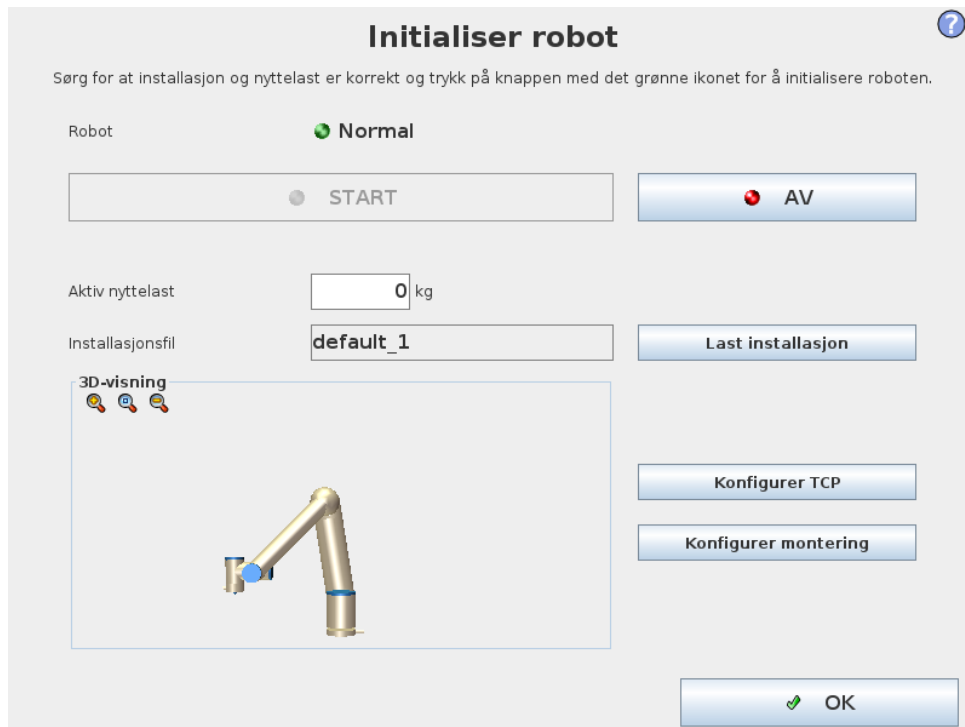 Initialiser robot
?
Sørg for at installasjon og nyttelast er korrekt og trykk på knappen med det grønne ikonet for å initialisere roboten.
Robot Normal
START AV
Aktiv nyttelast 0 kg
Installasjonsfil default_1 Last installasjon
3D-visning
Konfigurer TCP
Konfigurer montering
OK